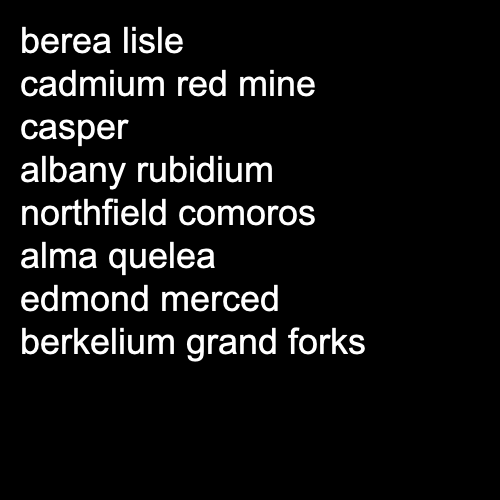 berea lisle
cadmium red mine
casper
albany rubidium
northfield comoros
alma quelea
edmond merced
berkelium grand forks